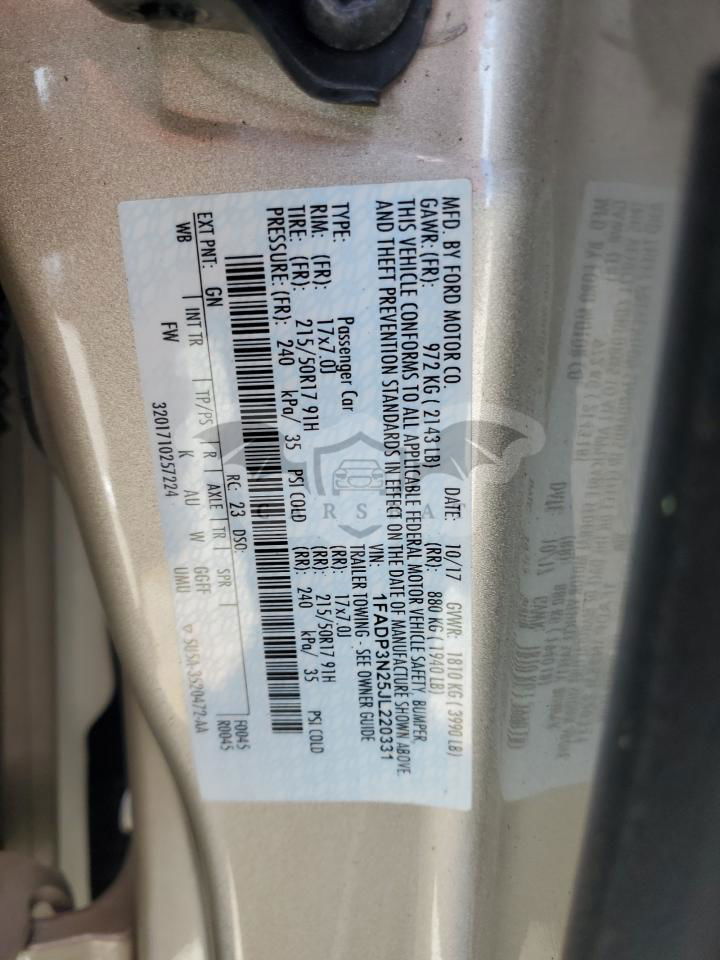 MFD. BY FORD MOTOR CO. DATE: 10/17 GVWR: 1810 KG (3990 LB)
GAWR: (FR): 972 KG (2143 LB) (RR): 880 KG (1940 LB)
THIS VEHICLE CONFORMS TO ALL APPLICABLE FEDERAL MOTOR VEHICLE SAFETY, BUMPER,
AND THEFT PREVENTION STANDARDS IN EFFECT ON THE DATE OF MANUFACTURE SHOWN ABOVE.
VIN: 1FADP3N25JL220331
TYPE: Passenger Car TRAILER TOWING - SEE OWNER GUIDE
RIM: (FR): 17x7.0J (RR): 17x7.0J
TIRE: (FR): 215/50R17 91H (RR): 215/50R17 91H
PRESSURE: (FR): 240 kPa/ 35 PSI COLD (RR): 240 kPa/ 35 PSI COLD
RC: 23 DSO: F0045
EXT PNT: GN R0045
WB INT TR TP/PS R AXLE TR SPR
FW K AU W GGFF UMU 5U5A-3520472-AA
3201710257224